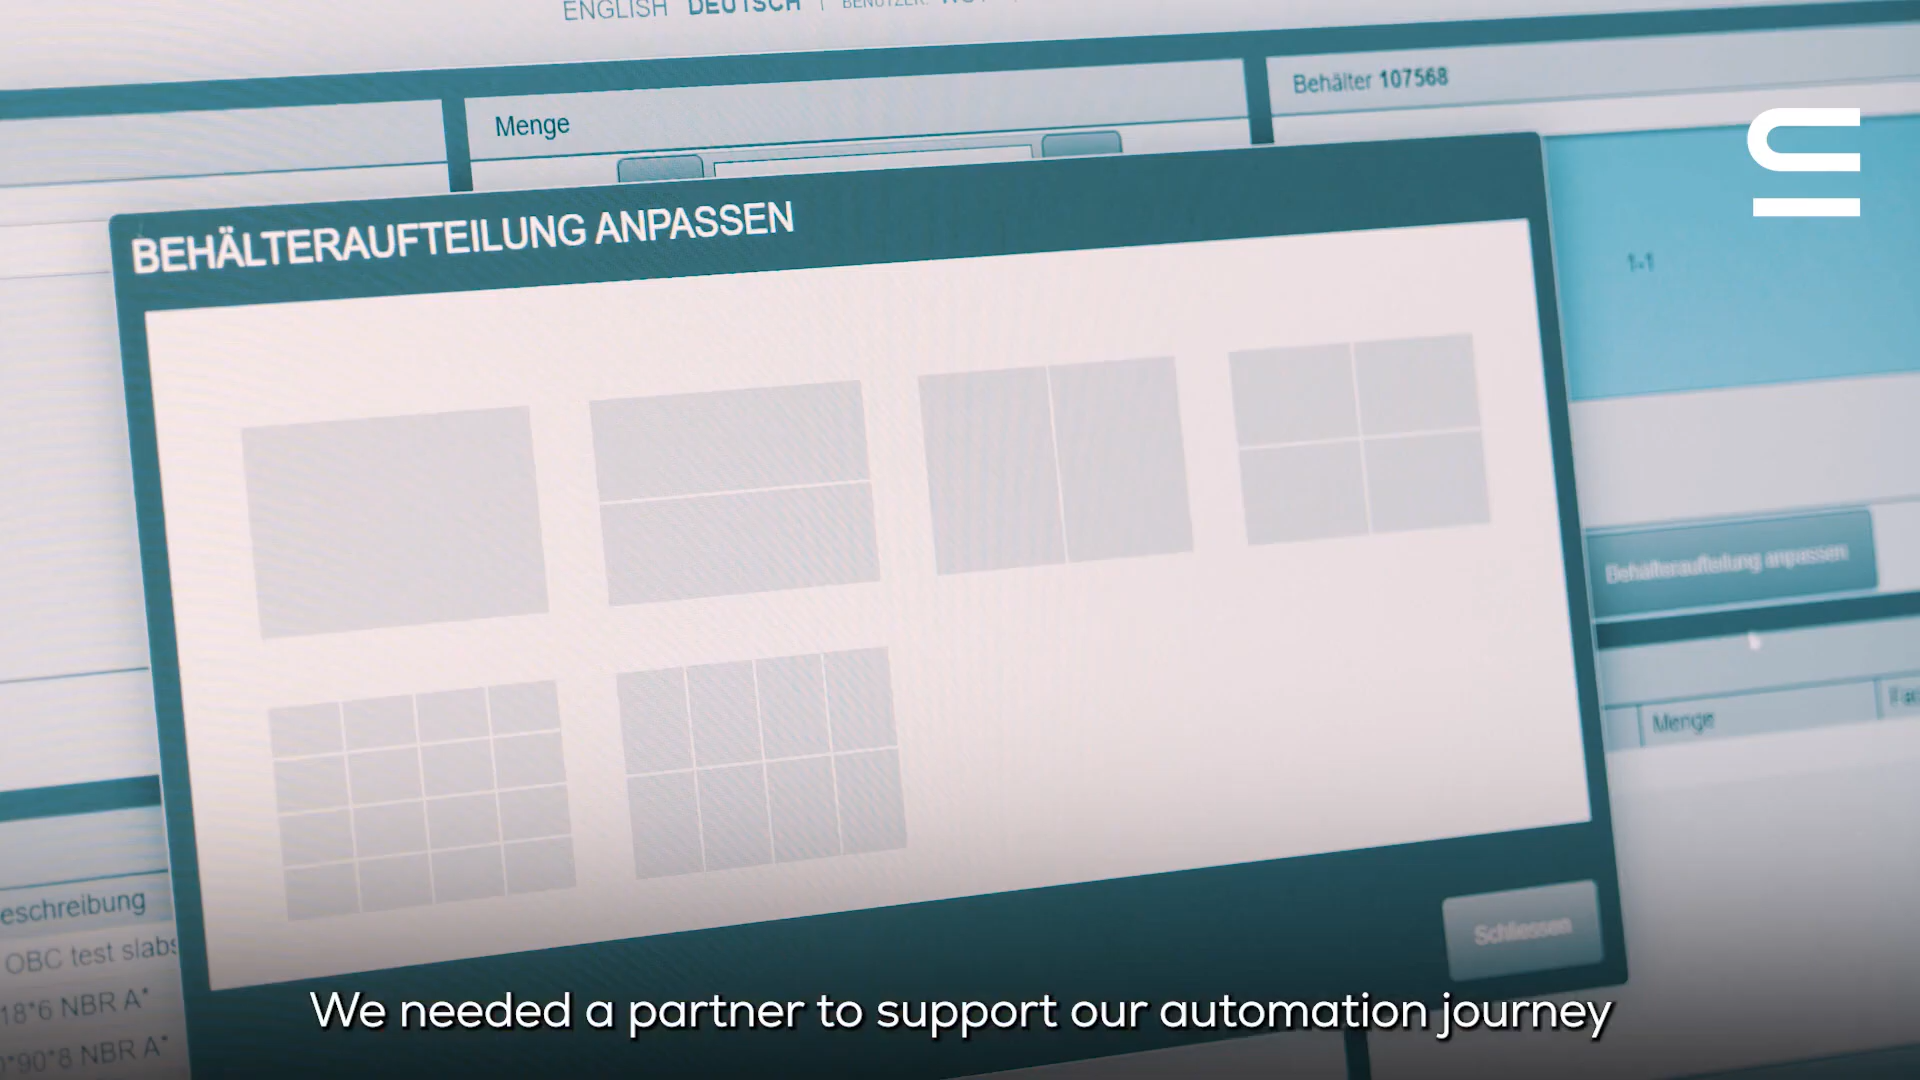 ENGLISH DEUTSCH | BENUTZER:
Menge
Behälter 107568
BEHÄLTERAUFTEILUNG ANPASSEN
1-1
Behälteraufteilung anpassen
Menge
eschreibung
OBC test slabs
18*6 NBR A*
*90*8 NBR A*
Schliessen
We needed a partner to support our automation journey